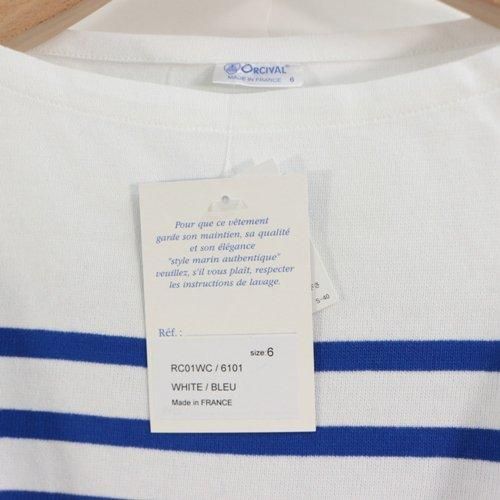 ORCIVAL
MADE IN FRANCE 6
Pour que ce vêtement
garde son maintien, sa qualité
et son élégance
"style marin authentique"
veuillez, s'il vous plaît, respecter
les instructions de lavage.
Réf. :
size: 6
RC01WC / 6101
WHITE / BLEU
Made in FRANCE
S-40